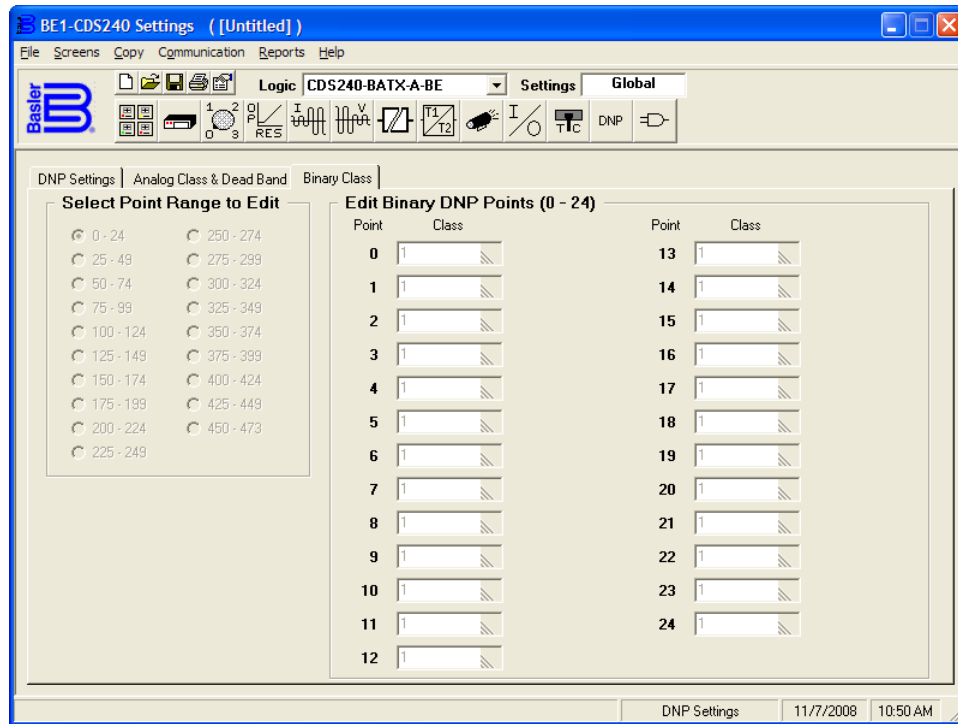 BE1-CDS240 Settings ( [Untitled] )
File Screens Copy Communication Reports Help
Basler
Logic CDS240-BATX-A-BE Settings Global
0 1 2 3
O P RES
I
V
T1 T2
I O
T C
DNP
DNP Settings Analog Class & Dead Band Binary Class
Select Point Range to Edit
0 - 24 250 - 274
25 - 49 275 - 299
50 - 74 300 - 324
75 - 99 325 - 349
100 - 124 350 - 374
125 - 149 375 - 399
150 - 174 400 - 424
175 - 199 425 - 449
200 - 224 450 - 473
225 - 249
Edit Binary DNP Points (0 - 24)
Point Class Point Class
0 1 13 1
1 1 14 1
2 1 15 1
3 1 16 1
4 1 17 1
5 1 18 1
6 1 19 1
7 1 20 1
8 1 21 1
9 1 22 1
10 1 23 1
11 1 24 1
12 1
DNP Settings 11/7/2008 10:50 AM